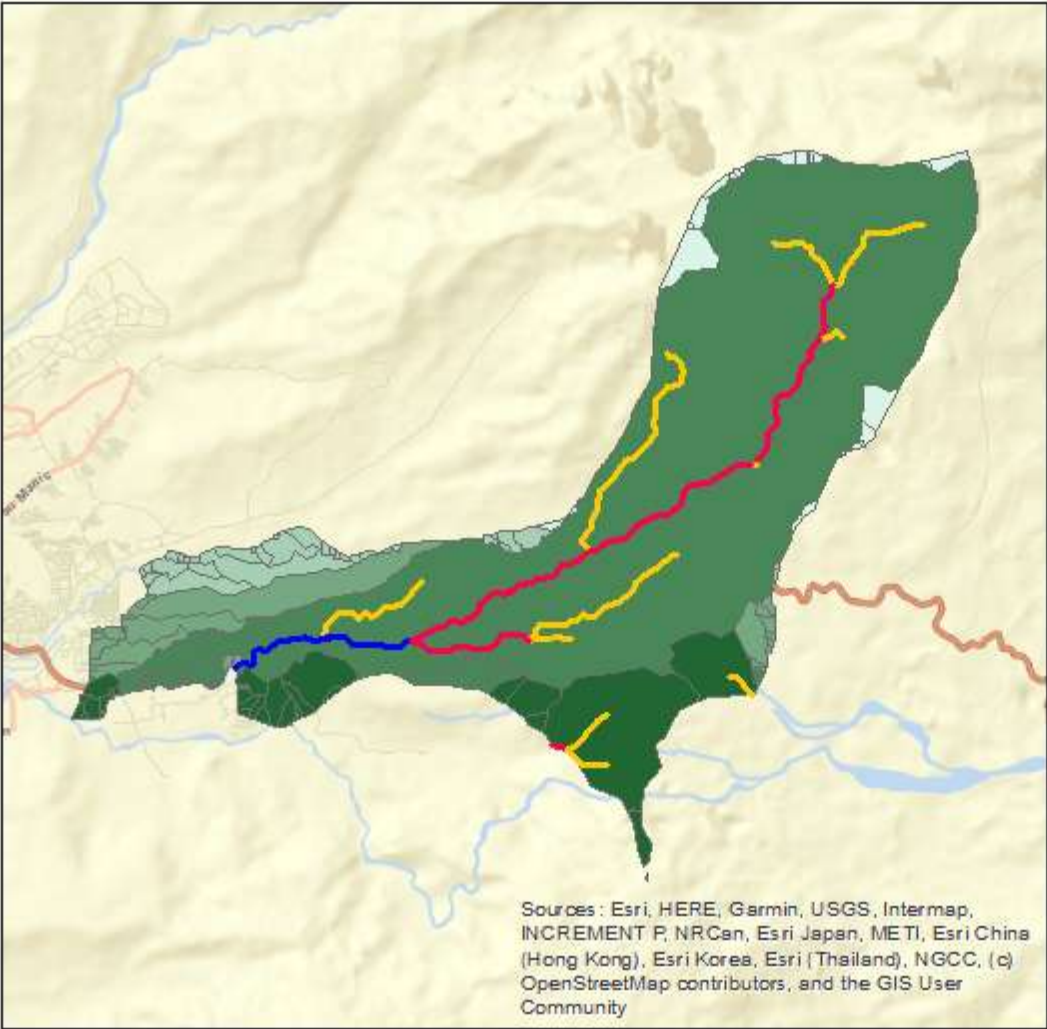 Sources: Esri, HERE, Garmin, USGS, Intermap,
INCREMENT P, NRCan, Esri Japan, METI, Esri China
(Hong Kong), Esri Korea, Esri (Thailand), NGCC, (c)
OpenStreetMap contributors, and the GIS User
Community